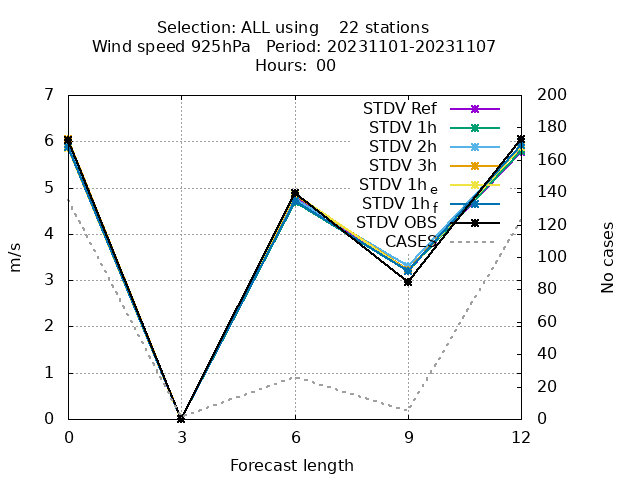 Selection: ALL using    22 stations
Wind speed 925hPa   Period: 20231101-20231107
Hours:  00
7
6
5
4
3
2
1
0
m/s
STDV Ref
STDV 1h
STDV 2h
STDV 3h
STDV 1h e
STDV 1h f
STDV OBS
CASES
200
180
160
140
120
100
80
60
40
20
0
No cases
0 3 6 9 12
Forecast length